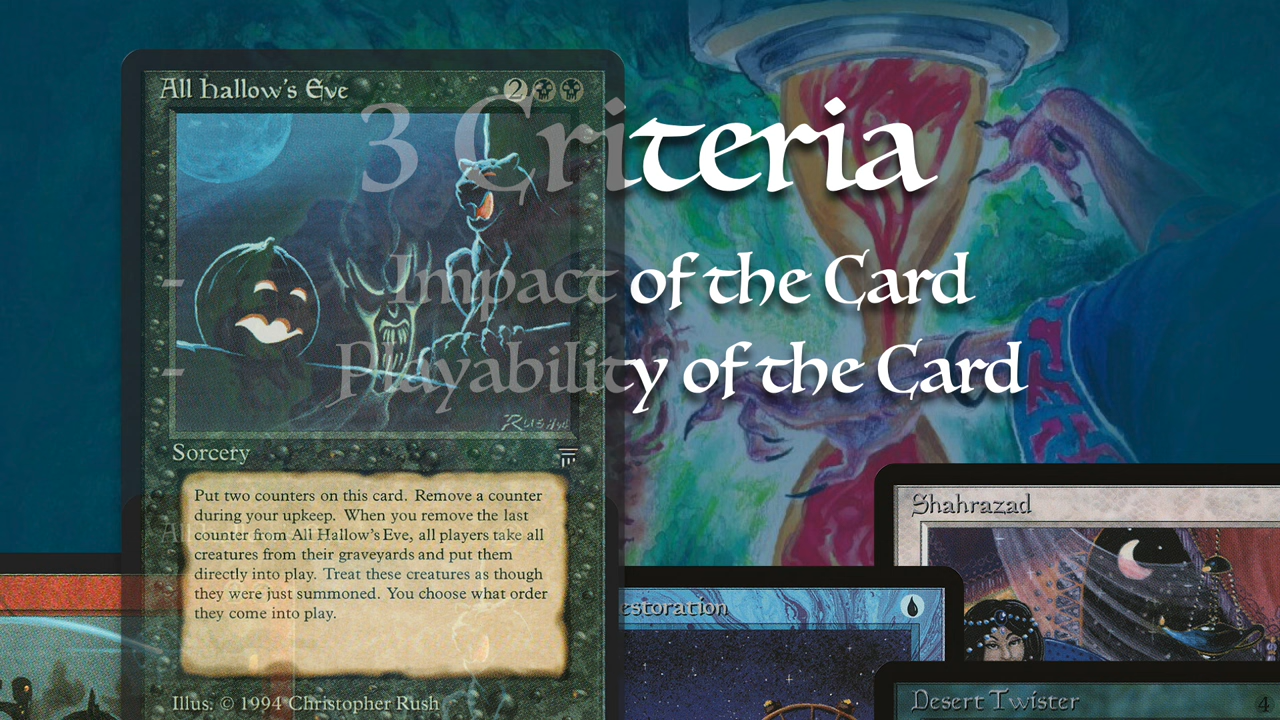 All Hallow's Eve 2
3 Criteria
- Impact of the Card
- Playability of the Card
RUSH
Sorcery
Put two counters on this card. Remove a counter
during your upkeep. When you remove the last
counter from All Hallow's Eve, all players take all
creatures from their graveyards and put them
directly into play. Treat these creatures as though
they were just summoned. You choose what order
they come into play.
Illus. © 1994 Christopher Rush
Shahrazad
estoration
Desert Twister 4